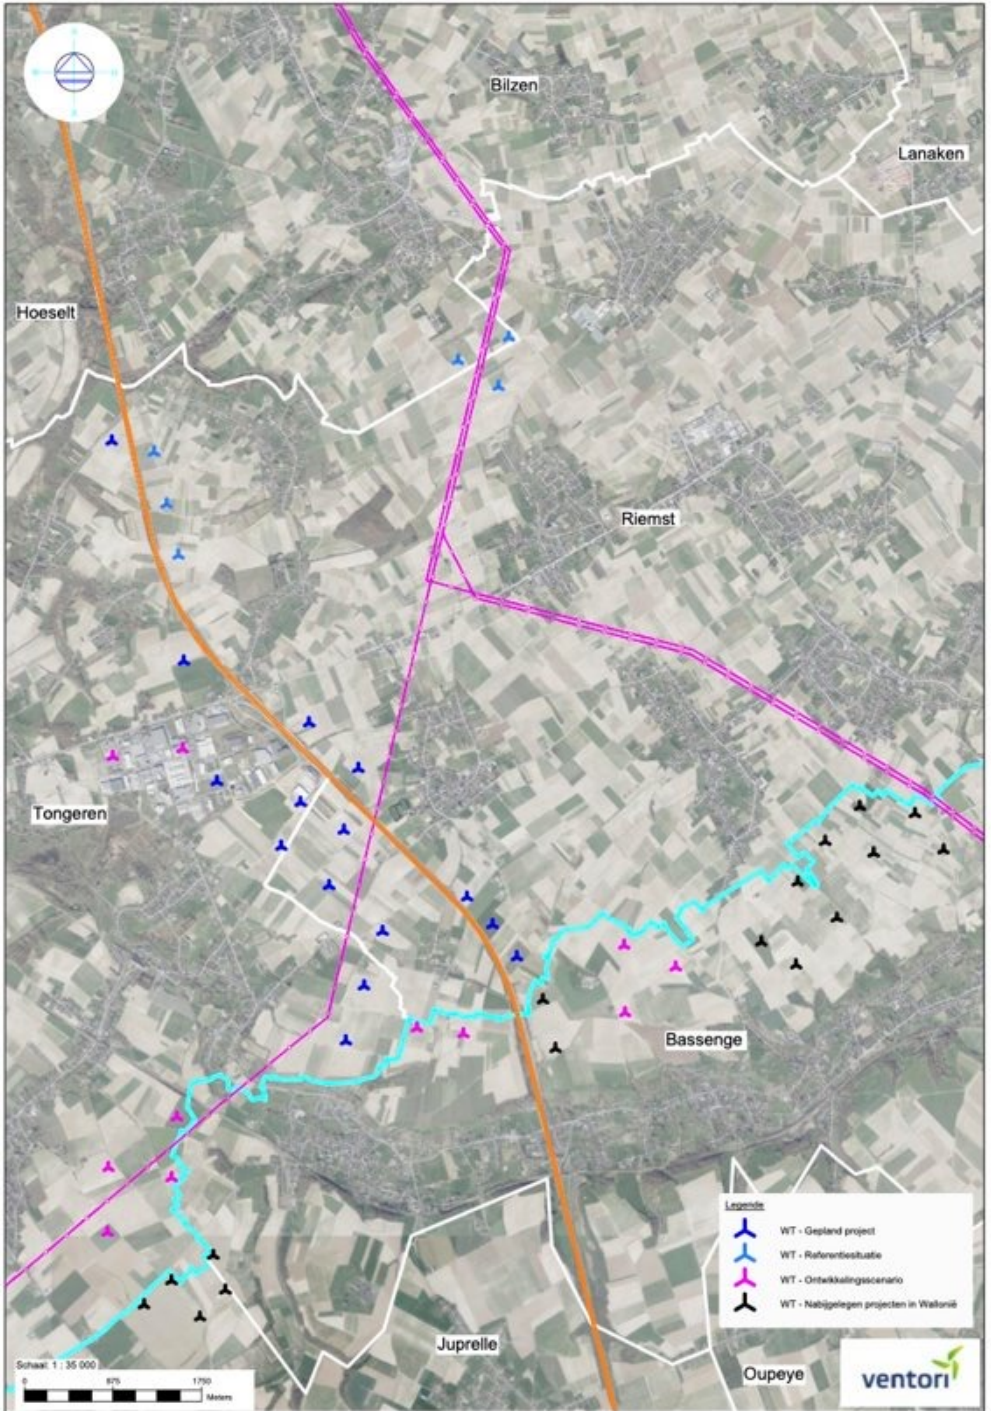 Bilzen
Lanaken
Hoeselt
Riemst
Tongeren
Bassenge
Legende
WT - Gepland project
WT - Referentiesituatie
WT - Ontwikkelingsscenario
WT - Nabijgelegen projecten in Wallonië
Juprelle
Oupeye
Schaal: 1 : 35 000
0 875 1750
Meters
ventori